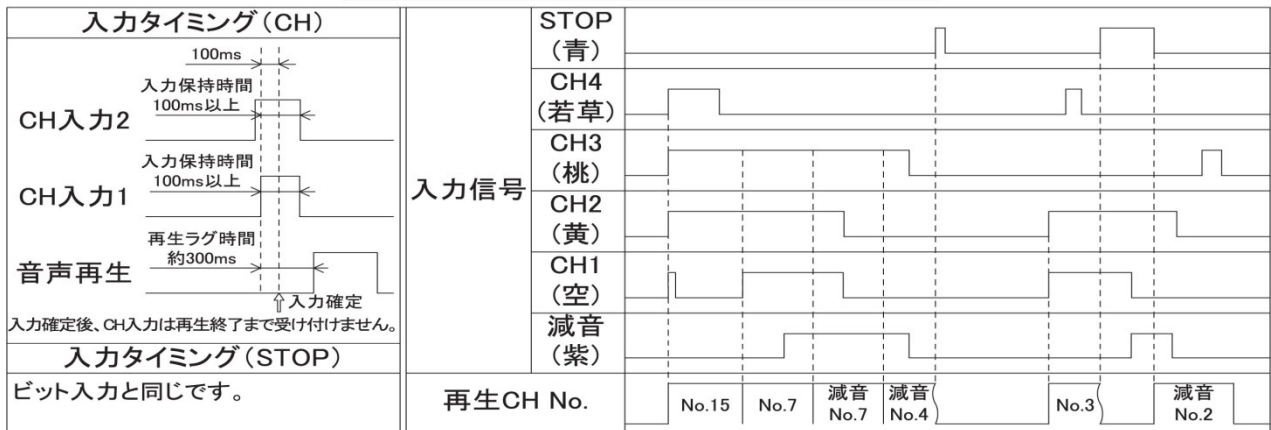 入力タイミング(CH)
100ms
入力保持時間
100ms以上
CH入力2
入力保持時間
100ms以上
CH入力1
再生ラグ時間
約300ms
音声再生
入力確定
入力確定後、CH入力は再生終了まで受け付けません。
入力タイミング(STOP)
ビット入力と同じです。
入力信号
STOP
(青)
CH4
(若草)
CH3
(桃)
CH2
(黄)
CH1
(空)
減音
(紫)
再生CH No.
No.15
No.7
減音
No.7
減音
No.4
No.3
減音
No.2